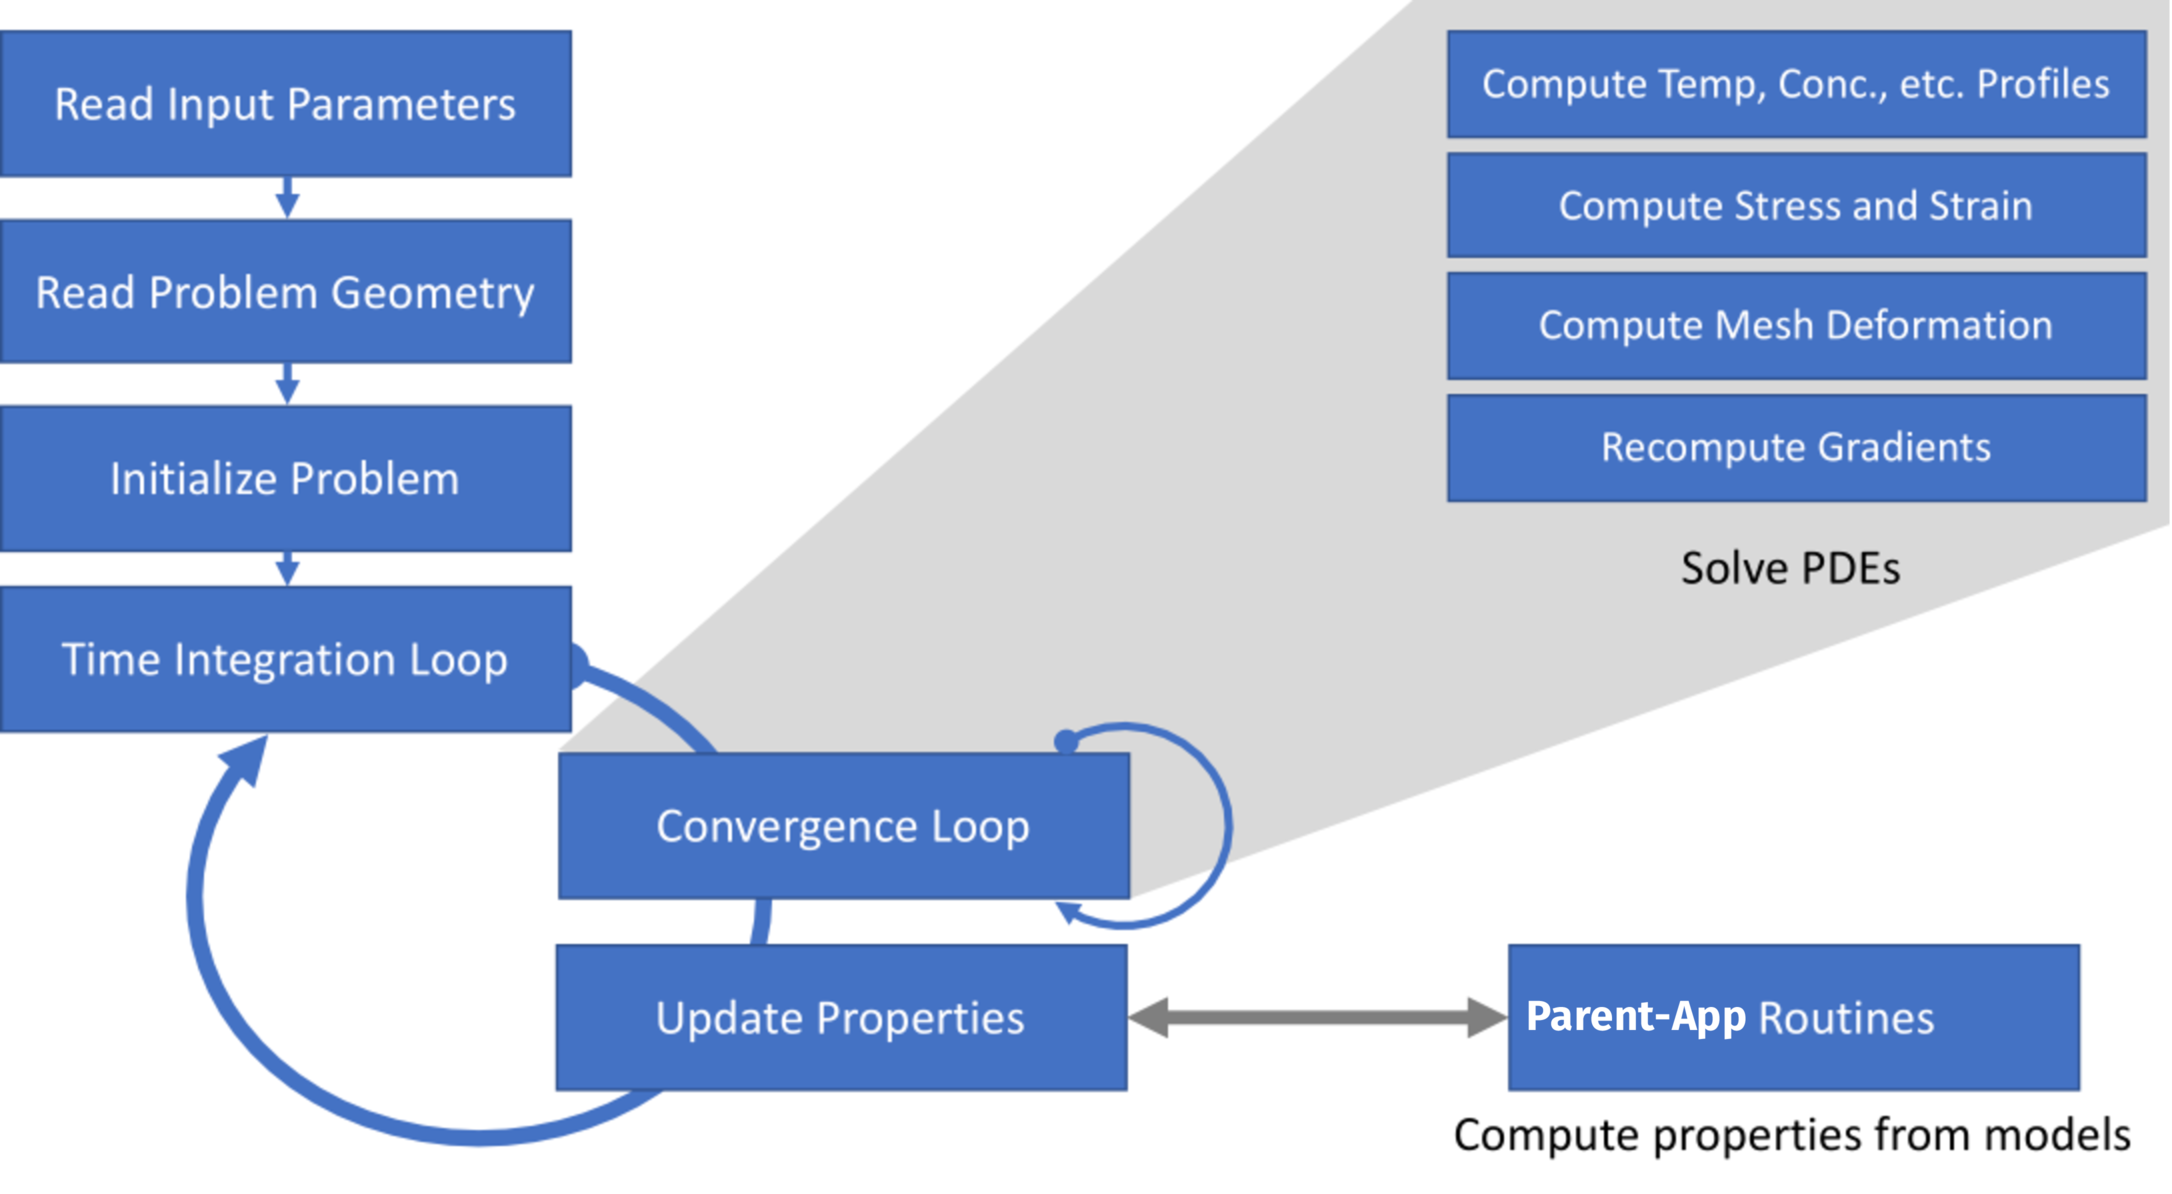 Read Input Parameters
Read Problem Geometry
Initialize Problem
Time Integration Loop
Convergence Loop
Update Properties
Compute Temp, Conc., etc. Profiles
Compute Stress and Strain
Compute Mesh Deformation
Recompute Gradients
Solve PDEs
Parent-App Routines
Compute properties from models